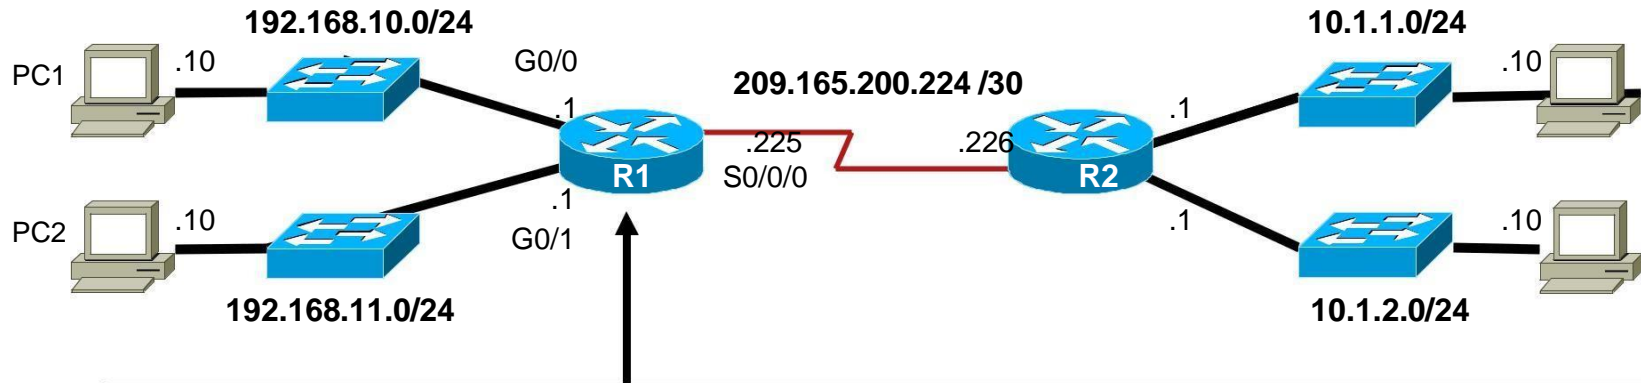 192.168.10.0/24
10.1.1.0/24
PC1
.10
G0/0
209.165.200.224 /30
.10
.1
.1
.225
.226
R1
S0/0/0
R2
PC2
.10
.1
G0/1
.1
.10
192.168.11.0/24
10.1.2.0/24